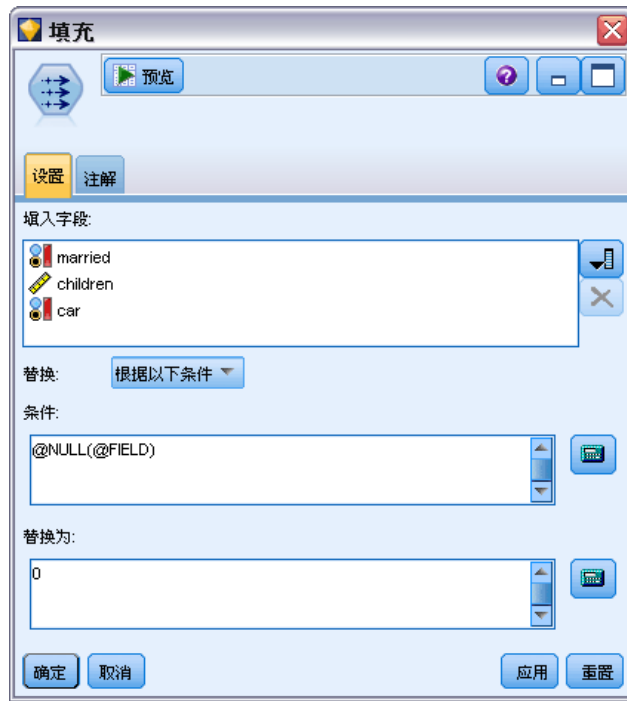 填充
预览
设置 注解
填入字段:
married
children
car
替换: 根据以下条件
条件:
@NULL(@FIELD)
替换为:
0
确定 取消 应用 重置